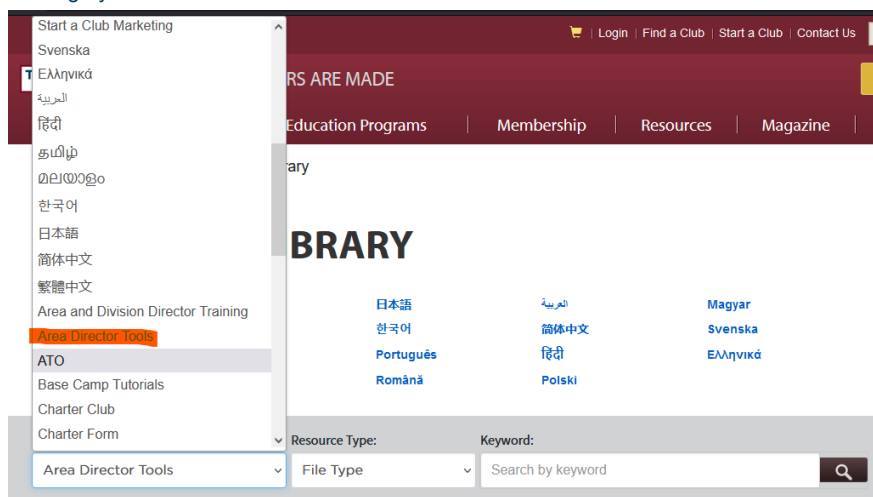 Start a Club Marketing
Svenska
Ελληνικά
العربية
हिंदी
தமிழ்
മലയാളം
한국어
日本語
简体中文
繁體中文
Area and Division Director Training
Area Director Tools
ATO
Base Camp Tutorials
Charter Club
Charter Form
Login | Find a Club | Start a Club | Contact Us
RS ARE MADE
Education Programs | Membership | Resources | Magazine
rary
BRARY
日本語 العربية Magyar
한국어 简体中文 Svenska
Português हिंदी Ελληνικά
Română Polski
Resource Type: Keyword:
Area Director Tools File Type Search by keyword